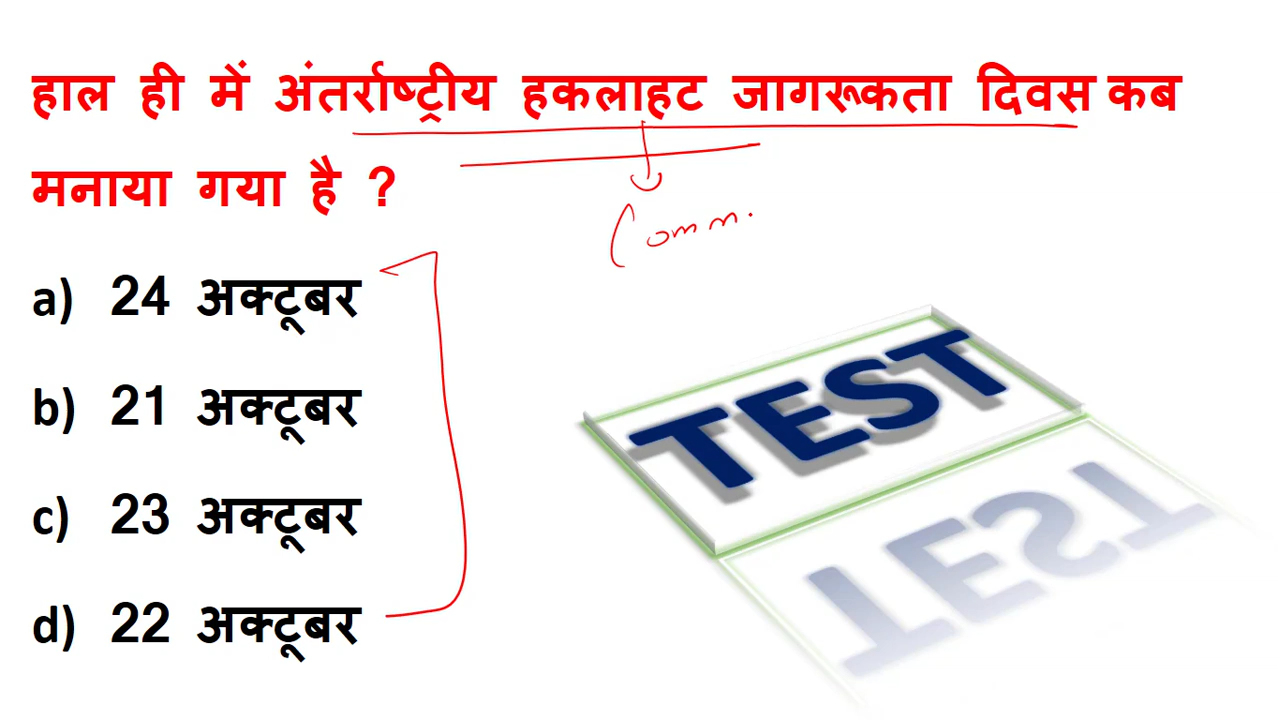 हाल ही में अंतर्राष्ट्रीय हकलाहट जागरूकता दिवस कब
मनाया गया है ?
Comm.
a) 24 अक्टूबर
b) 21 अक्टूबर
c) 23 अक्टूबर
d) 22 अक्टूबर
TEST